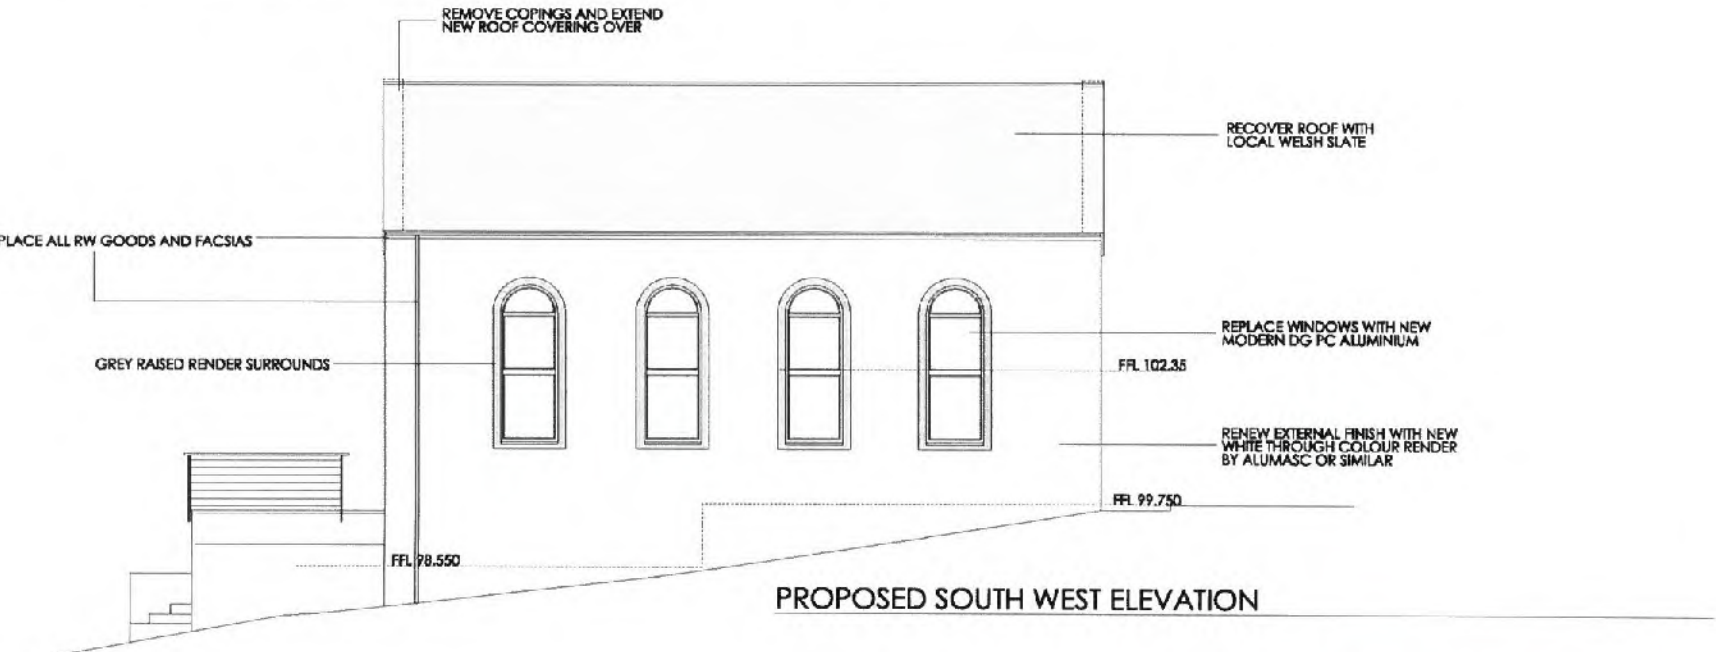 REMOVE COPINGS AND EXTEND
NEW ROOF COVERING OVER
RECOVER ROOF WITH
LOCAL WELSH SLATE
PLACE ALL RW GOODS AND FACSIAS
REPLACE WINDOWS WITH NEW
MODERN DG PC ALUMINIUM
GREY RAISED RENDER SURROUNDS
FFL 102.35
RENEW EXTERNAL FINISH WITH NEW
WHITE THROUGH COLOUR RENDER
BY ALUMASC OR SIMILAR
FFL 99.750
FFL 98.550
PROPOSED SOUTH WEST ELEVATION